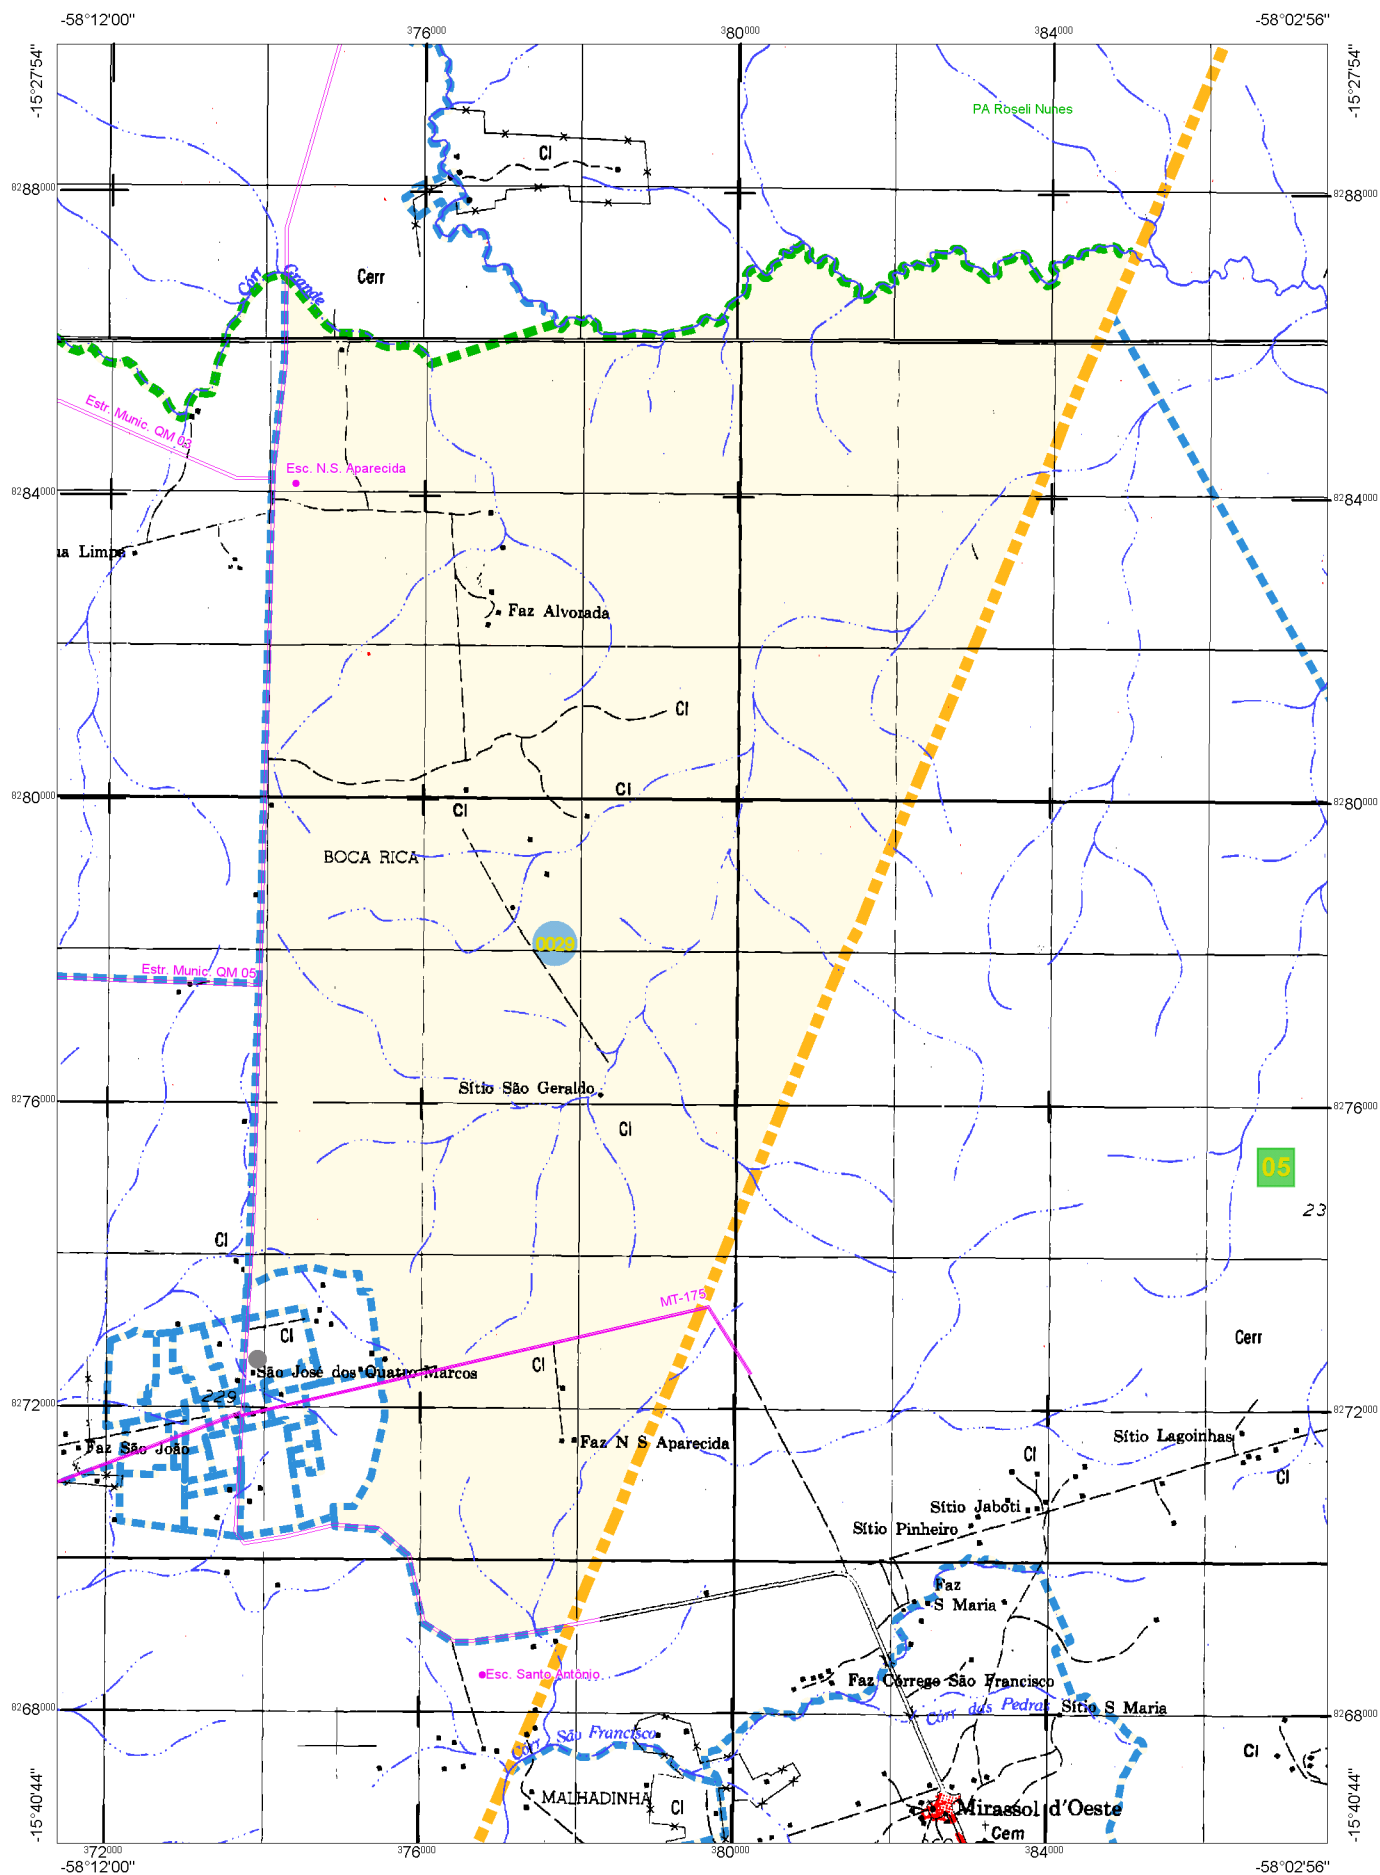 -58°12'00"
-58°02'56"
376000
380000
384000
-15°27'54"
-15°27'54"
PA Roseli Nunes
Cl
8288000
8288000
Córr Grande
Cerr
Estr. Munic. QM 03
Esc. N.S. Aparecida
8284000
8284000
ua Limpa
Faz Alvorada
Cl
Cl
8280000
8280000
Cl
BOCA RICA
0029
Estr. Munic. QM 05
Sítio São Geraldo
8276000
8276000
Cl
05
23
Cl
MT-175
Cl
Cerr
Cl
São José dos Quatro Marcos
229
8272000
8272000
Faz São João
Faz N S Aparecida
Sítio Lagoinhas
Cl
Cl
Sítio Jaboti
Sítio Pinheiro
Faz
S Maria
Esc. Santo Antônio
Faz Córrego São Francisco
8268000
8268000
Córr das Pedras
Sítio S Maria
Córr São Francisco
Cl
-15°40'44"
-15°40'44"
MALHADINHA
Cl
Mirassol d'Oeste
Cem
372000
376000
380000
384000
-58°12'00"
-58°02'56"